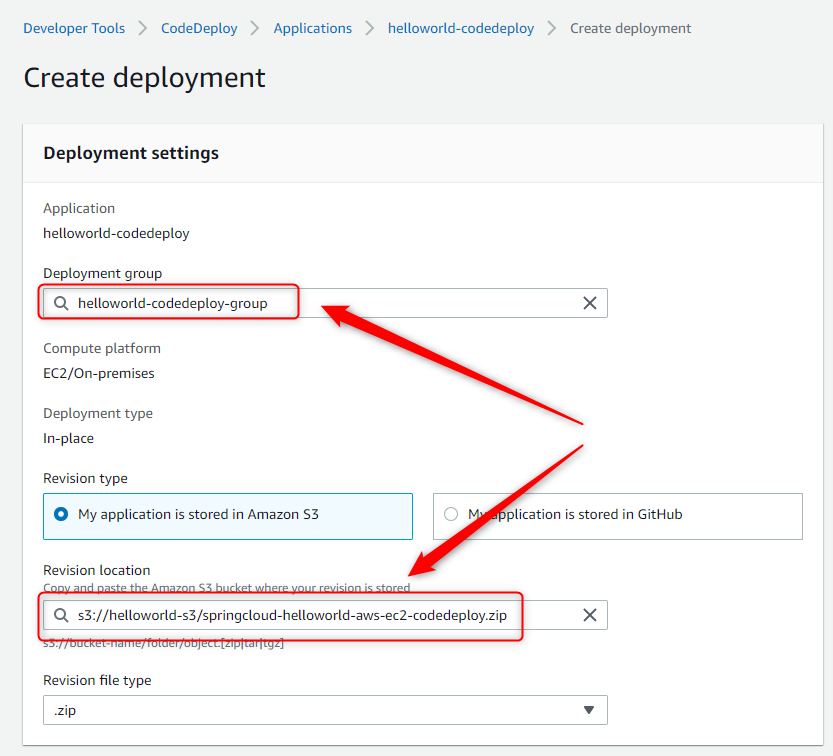 Developer Tools > CodeDeploy > Applications > helloworld-codedeploy > Create deployment
Create deployment
Deployment settings
Application
helloworld-codedeploy
Deployment group
helloworld-codedeploy-group
Compute platform
EC2/On-premises
Deployment type
In-place
Revision type
My application is stored in Amazon S3
My application is stored in GitHub
Revision location
Copy and paste the Amazon S3 bucket where your revision is stored
s3://helloworld-s3/springcloud-helloworld-aws-ec2-codedeploy.zip
s3://bucket-name/folder/object.[zip|tar|tgz]
Revision file type
.zip